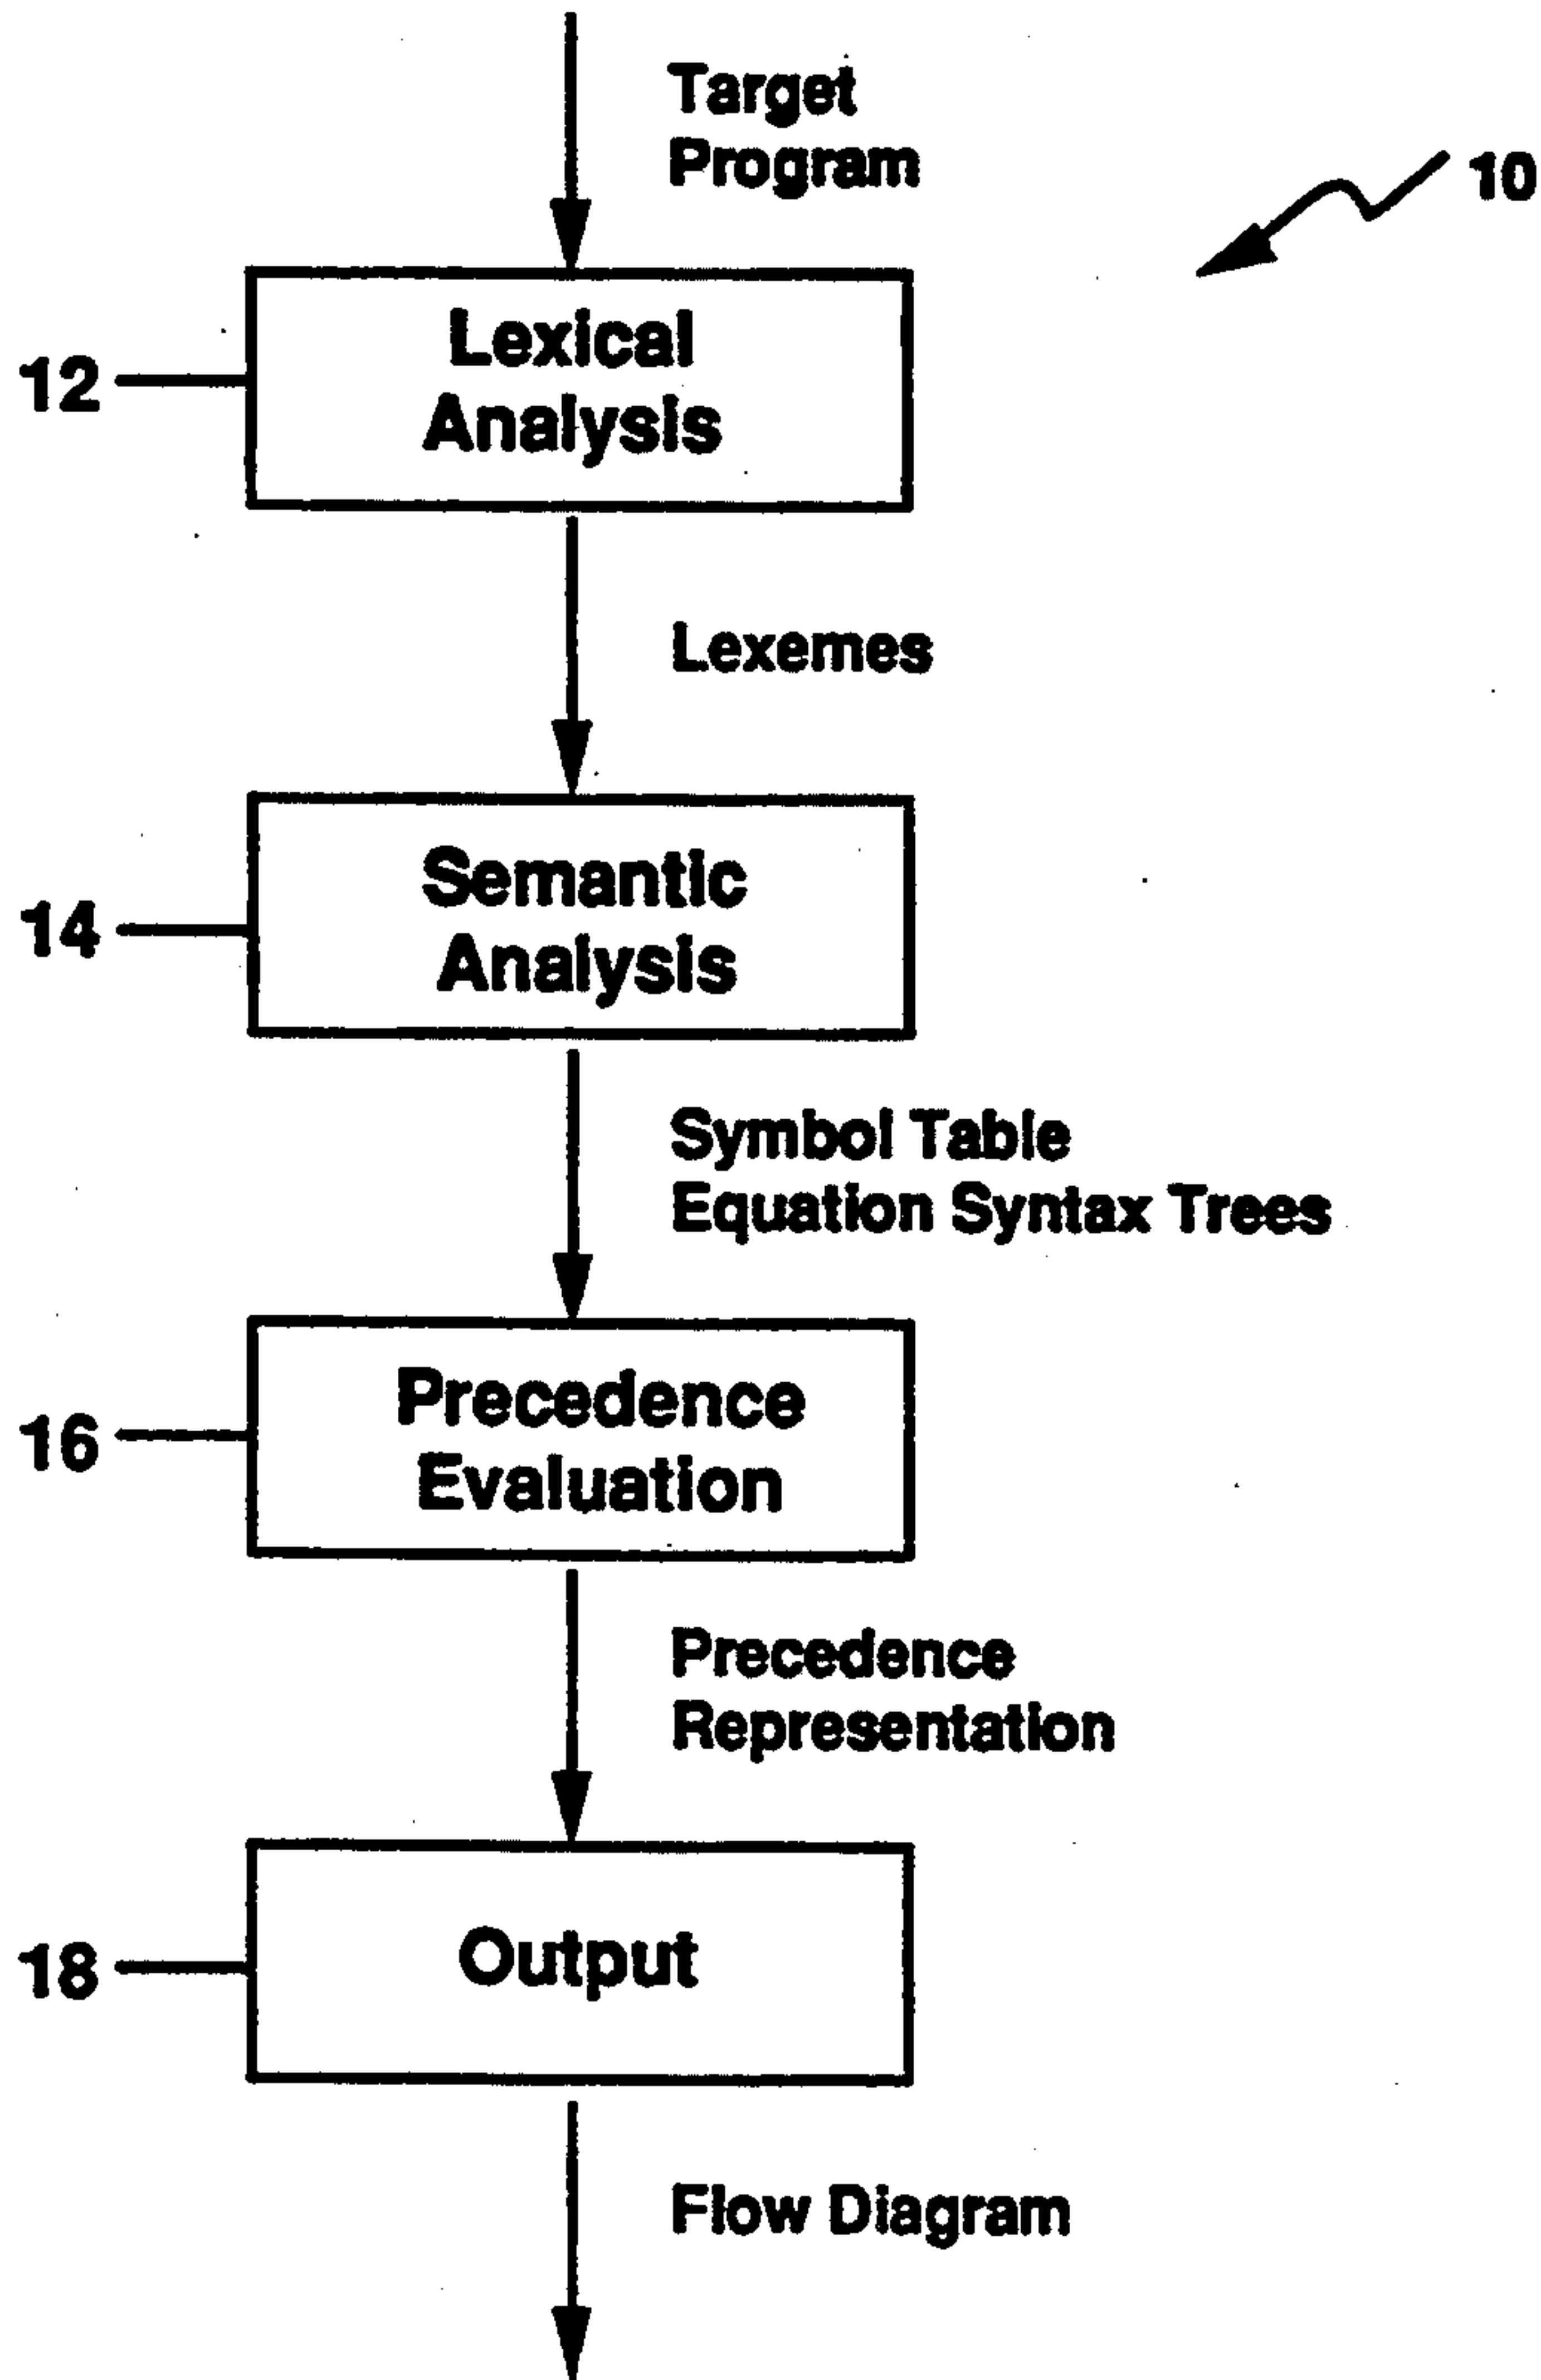 Target
Program
10
Lexical
Analysis
12
Lexemes
Semantic
Analysis
14
Symbol Table
Equation Syntax Trees
Precedence
Evaluation
16
Precedence
Representation
Output
18
Flow Diagram